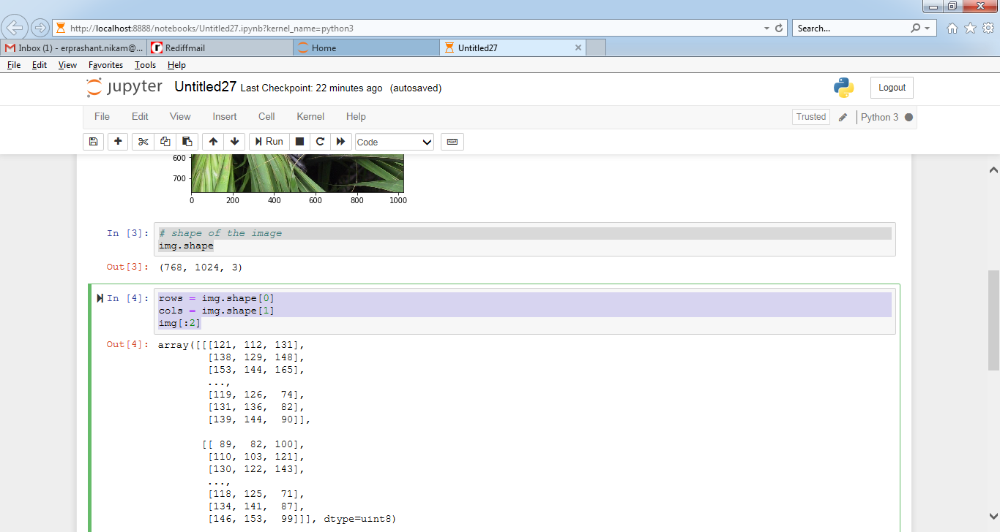 http://localhost:8888/notebooks/Untitled27.ipynb?kernel_name=python3
Search...
Inbox (1) - erprashant.nikam@...
Rediffmail
Home
Untitled27
File Edit View Favorites Tools Help
jupyter Untitled27 Last Checkpoint: 22 minutes ago (autosaved)
Logout
File Edit View Insert Cell Kernel Help
Trusted
Python 3
Run
Code
600
700
0 200 400 600 800 1000
In [3]: # shape of the image
img.shape
Out[3]: (768, 1024, 3)
In [4]: rows = img.shape[0]
cols = img.shape[1]
img[:2]
Out[4]: array([[[121, 112, 131],
[138, 129, 148],
[153, 144, 165],
...,
[119, 126,  74],
[131, 136,  82],
[139, 144,  90]],
[[ 89,  82, 100],
[110, 103, 121],
[130, 122, 143],
...,
[118, 125,  71],
[134, 141,  87],
[146, 153,  99]]], dtype=uint8)